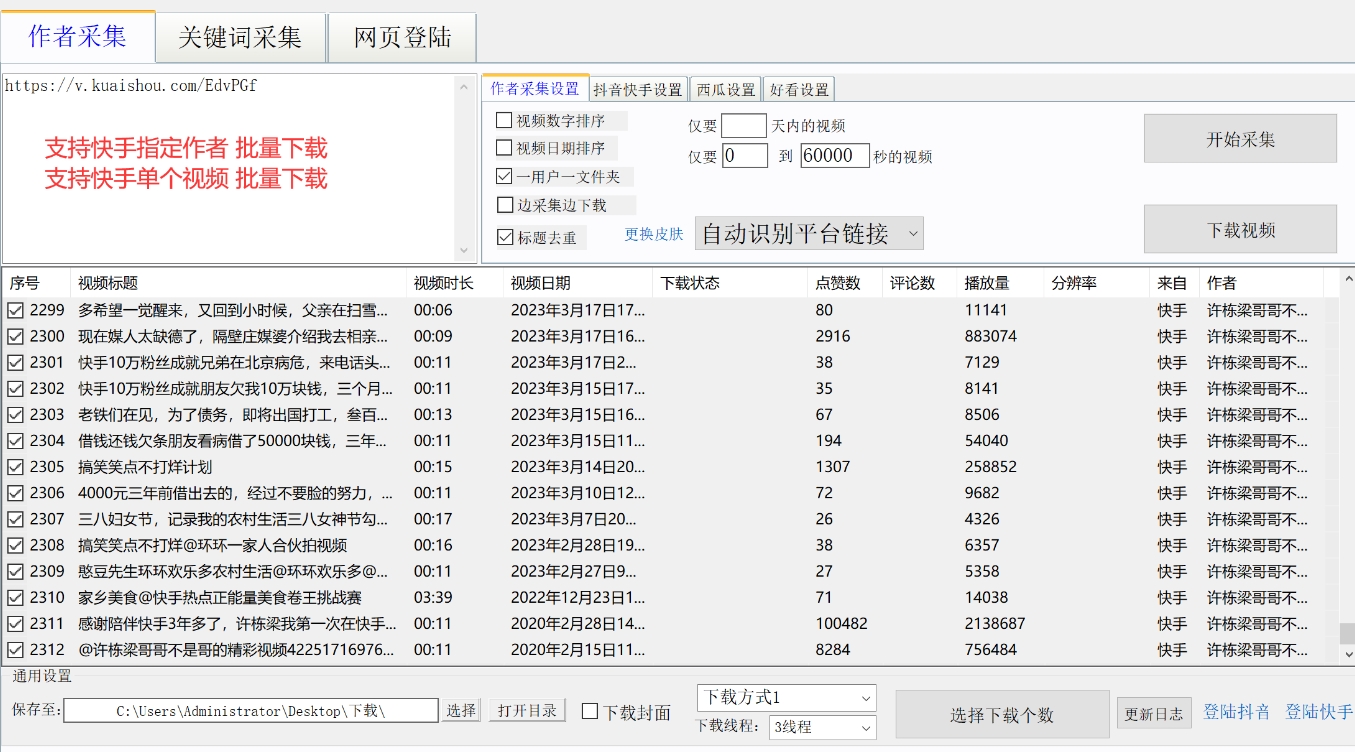 作者采集 关键词采集 网页登陆
https://v.kuaishou.com/EdvPGf
支持快手指定作者 批量下载
支持快手单个视频 批量下载
作者采集设置 抖音快手设置 西瓜设置 好看设置
视频数字排序
视频日期排序
一用户一文件夹
边采集边下载
标题去重
更换皮肤
仅要 天内的视频
仅要 0 到 60000 秒的视频
自动识别平台链接
开始采集
下载视频
序号 视频标题 视频时长 视频日期 下载状态 点赞数 评论数 播放量 分辨率 来自 作者
2299 多希望一觉醒来，又回到小时候，父亲在扫雪... 00:06 2023年3月17日17... 80 11141 快手 许栋梁哥哥不...
2300 现在媒人太缺德了，隔壁庄媒婆介绍我去相亲... 00:09 2023年3月17日16... 2916 883074 快手 许栋梁哥哥不...
2301 快手10万粉丝成就兄弟在北京病危，来电话头... 00:11 2023年3月17日2... 38 7129 快手 许栋梁哥哥不...
2302 快手10万粉丝成就朋友欠我10万块钱，三个月... 00:11 2023年3月15日17... 35 8141 快手 许栋梁哥哥不...
2303 老铁们在见，为了债务，即将出国打工，叁百... 00:13 2023年3月15日16... 67 8506 快手 许栋梁哥哥不...
2304 借钱还钱欠条朋友看病借了50000块钱，三年... 00:11 2023年3月15日11... 194 54040 快手 许栋梁哥哥不...
2305 搞笑笑点不打烊计划 00:15 2023年3月14日20... 1307 258852 快手 许栋梁哥哥不...
2306 4000元三年前借出去的，经过不要脸的努力，... 00:11 2023年3月10日12... 72 9682 快手 许栋梁哥哥不...
2307 三八妇女节，记录我的农村生活三八女神节勾... 00:17 2023年3月7日20... 26 4326 快手 许栋梁哥哥不...
2308 搞笑笑点不打烊@环环一家人合伙拍视频 00:16 2023年2月28日19... 38 6357 快手 许栋梁哥哥不...
2309 憨豆先生环环欢乐多农村生活@环环欢乐多@... 00:11 2023年2月27日9... 27 5358 快手 许栋梁哥哥不...
2310 家乡美食@快手热点正能量美食卷王挑战赛 03:39 2022年12月23日1... 71 14038 快手 许栋梁哥哥不...
2311 感谢陪伴快手3年多了，许栋梁我第一次在快手... 00:11 2020年2月28日14... 100482 2138687 快手 许栋梁哥哥不...
2312 @许栋梁哥哥不是哥的精彩视频42251716976... 00:11 2020年2月15日11... 8284 756484 快手 许栋梁哥哥不...
通用设置
保存至: C:\Users\Administrator\Desktop\下载\ 选择 打开目录 下载封面
下载方式1
下载线程: 3线程
选择下载个数 更新日志 登陆抖音 登陆快手